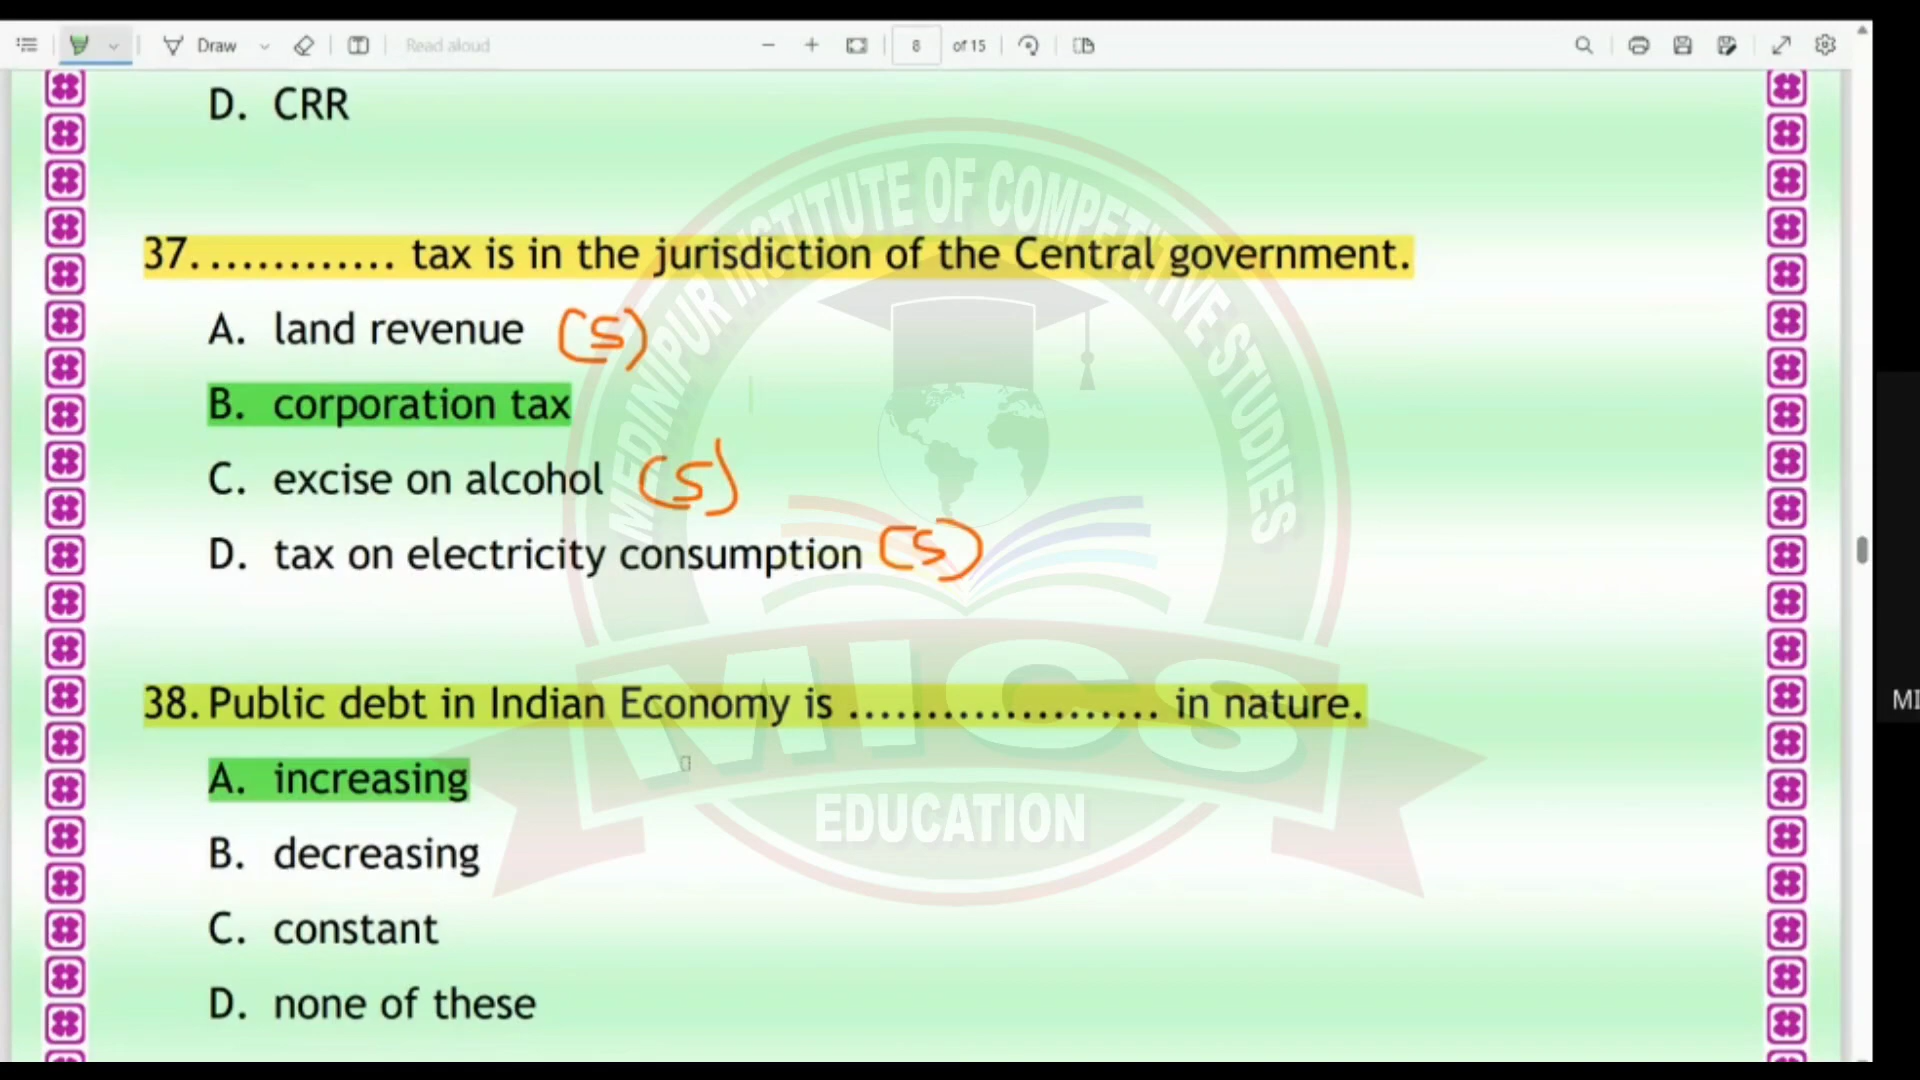 Draw
Read aloud
8
of 15
D. CRR
37............. tax is in the jurisdiction of the Central government.
A. land revenue (S)
B. corporation tax
C. excise on alcohol (S)
D. tax on electricity consumption (S)
38. Public debt in Indian Economy is .................... in nature.
A. increasing
B. decreasing
C. constant
D. none of these
MEDINIPUR INSTITUTE OF COMPETITIVE STUDIES
MICS
EDUCATION
MI